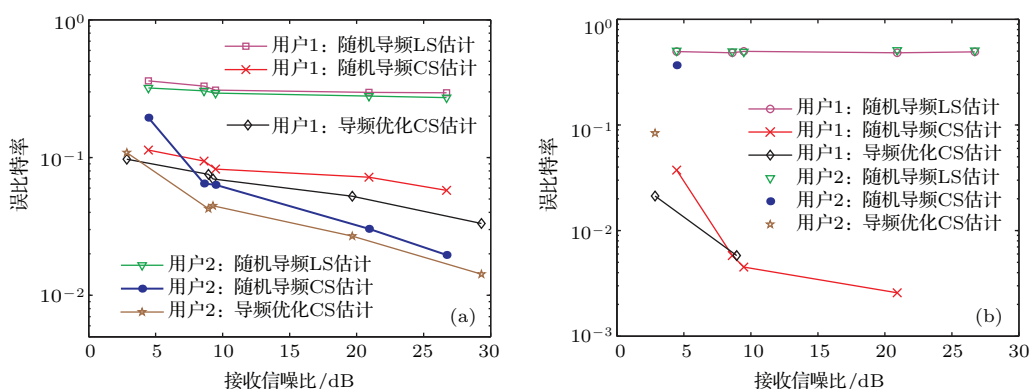 10⁰
10⁻¹
10⁻²
误比特率
0 5 10 15 20 25 30
接收信噪比/dB
用户1：随机导频LS估计
用户1：随机导频CS估计
用户1：导频优化CS估计
用户2：随机导频LS估计
用户2：随机导频CS估计
用户2：导频优化CS估计
(a)
10⁰
10⁻¹
10⁻²
10⁻³
误比特率
0 5 10 15 20 25 30
接收信噪比/dB
用户1：随机导频LS估计
用户1：随机导频CS估计
用户1：导频优化CS估计
用户2：随机导频LS估计
用户2：随机导频CS估计
用户2：导频优化CS估计
(b)